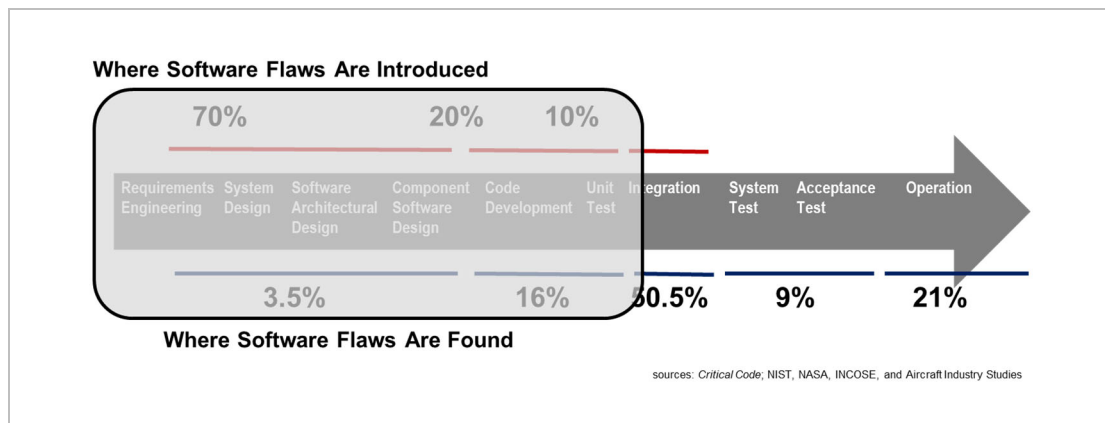 Where Software Flaws Are Introduced
70% 20% 10%
Requirements System Software Component Code Unit Integration System Acceptance Operation
Engineering Design Architectural Software Development Test Test Test
Design Design
3.5% 16% 50.5% 9% 21%
Where Software Flaws Are Found
sources: Critical Code; NIST, NASA, INCOSE, and Aircraft Industry Studies